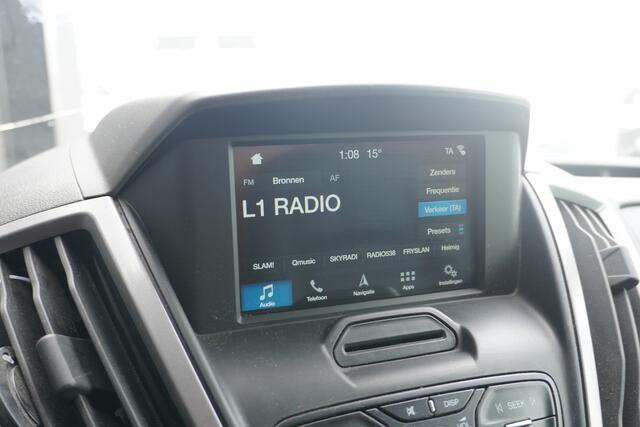 1:08 15° TA
FM Bronnen AF
Zenders
Frequentie
L1 RADIO
Verkeer (TA)
Presets
SLAM! Qmusic SKYRADI RADIO538 FRYSLAN Heimig
Audio Telefoon Navigatie Apps Instellingen
DISP
SEEK